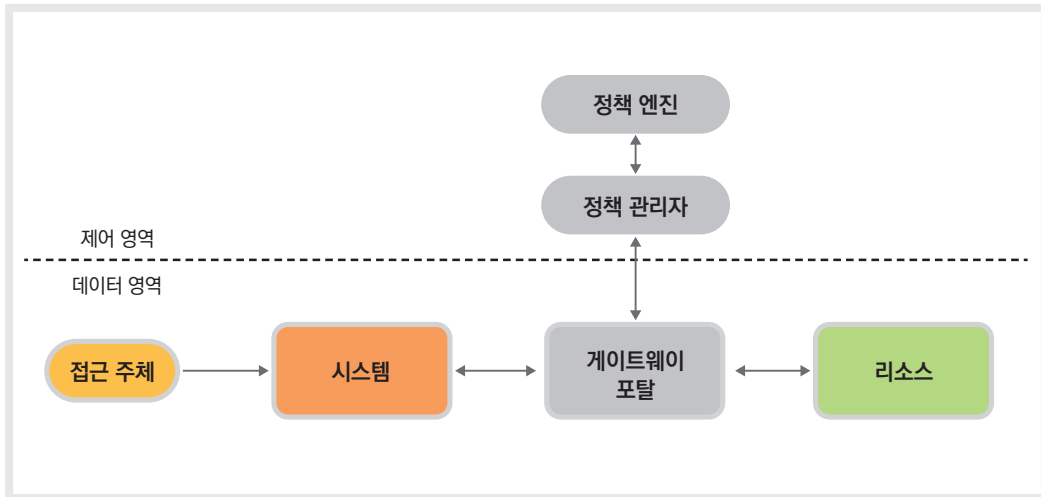 정책 엔진
정책 관리자
제어 영역
데이터 영역
접근 주체
시스템
게이트웨이
포탈
리소스